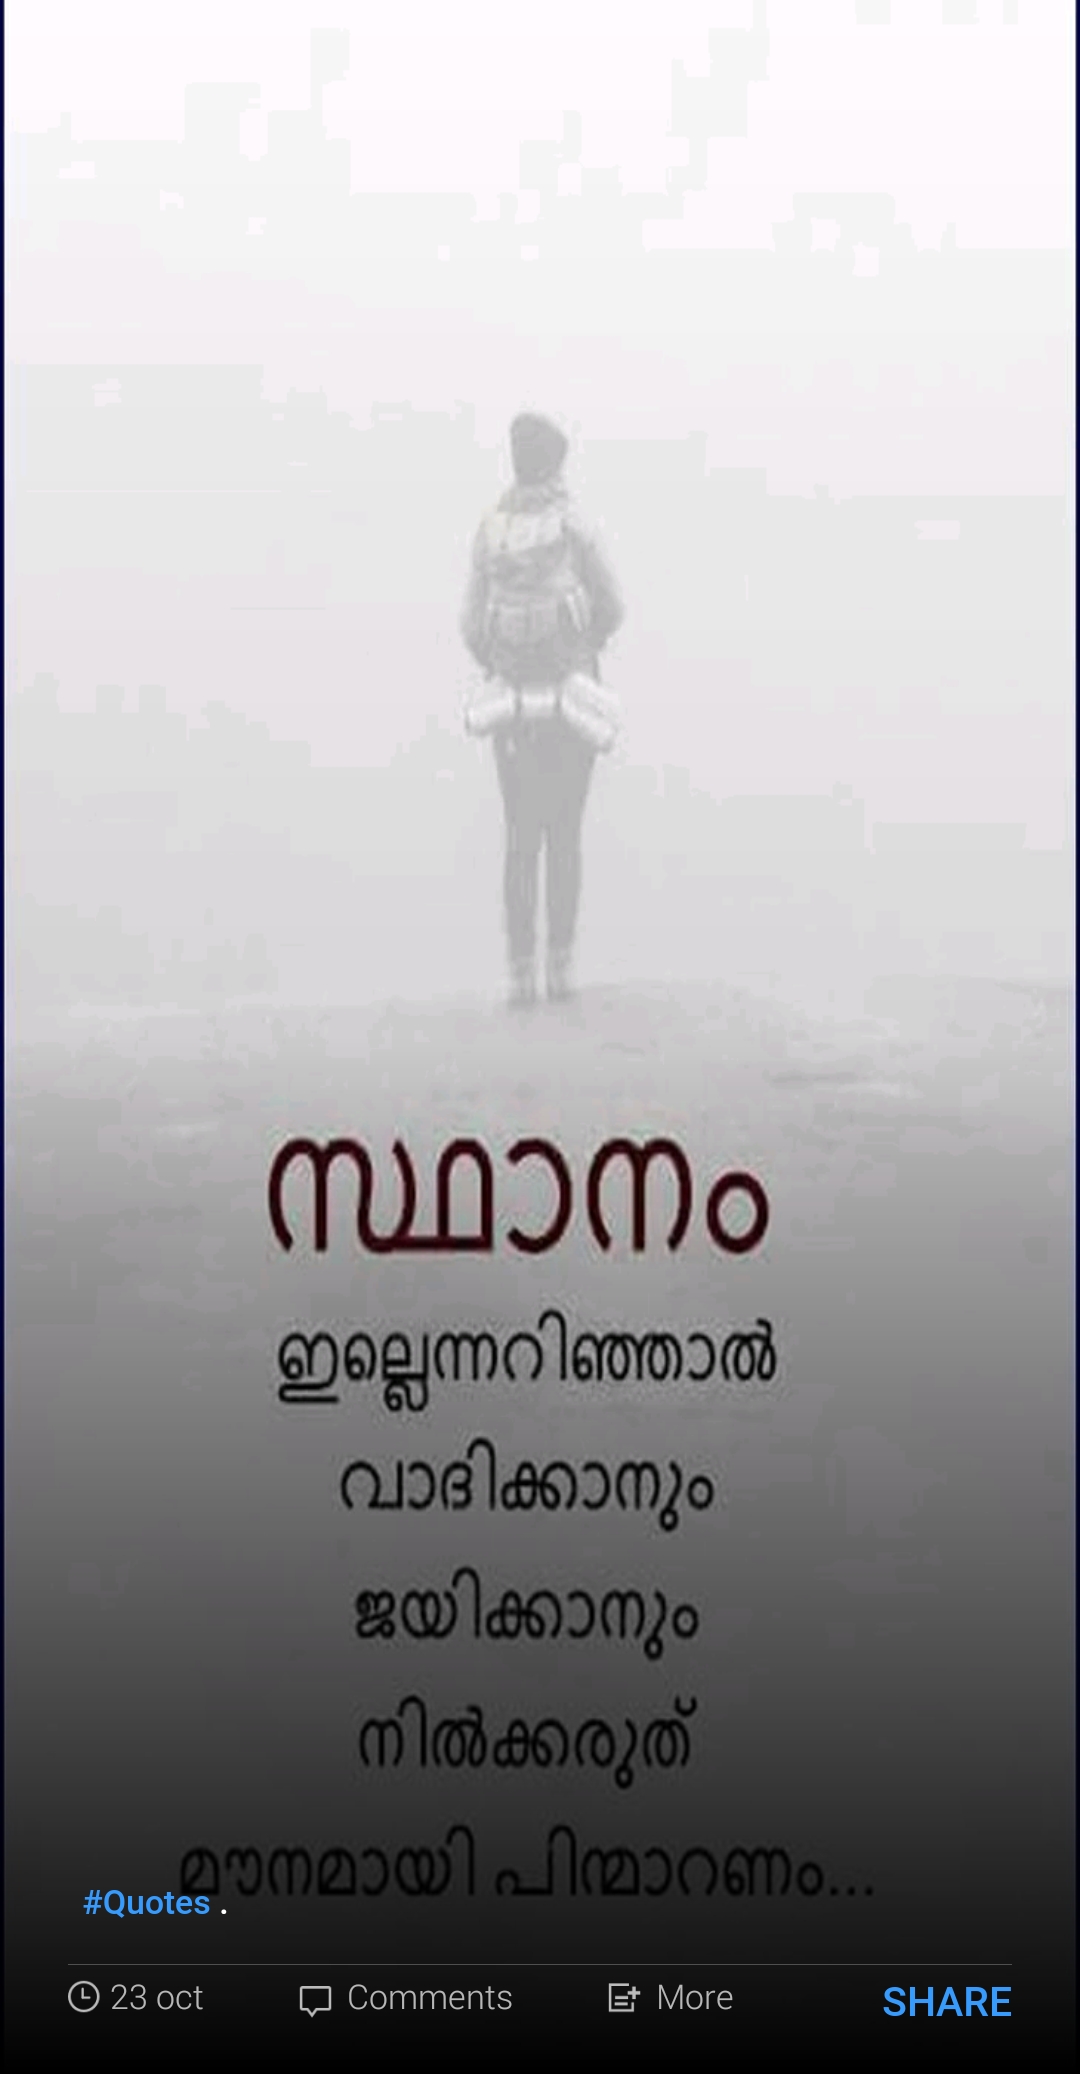 സ്ഥാനം
ഇല്ലെന്നറിഞ്ഞാൽ
വാദിക്കാനും
ജയിക്കാനും
നിൽക്കരുത്
മൗനമായി പിന്മാറണം...
#Quotes .
23 oct Comments More SHARE